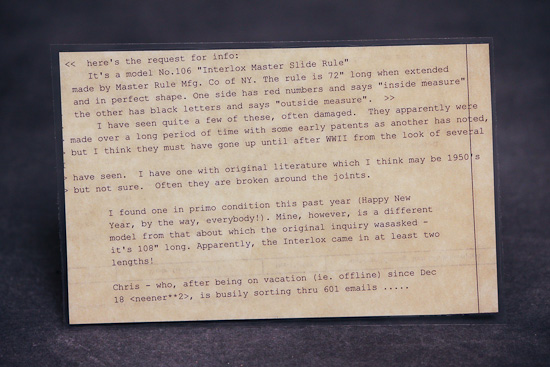 << here's the request for info:
It's a model No.106 "Interlox Master Slide Rule"
made by Master Rule Mfg. Co of NY. The rule is 72" long when extended
and in perfect shape. One side has red numbers and says "inside measure"
the other has black letters and says "outside measure". >>
I have seen quite a few of these, often damaged. They apparently were
made over a long period of time with some early patents as another has noted,
but I think they must have gone up until after WWII from the look of several
>
> have seen. I have one with original literature which I think may be 1950's
> but not sure. Often they are broken around the joints.
I found one in primo condition this past year (Happy New
Year, by the way, everybody!). Mine, however, is a different
model from that about which the original inquiry wasasked -
it's 108" long. Apparently, the Interlox came in at least two
lengths!
Chris - who, after being on vacation (ie. offline) since Dec
18 <neener**2>, is busily sorting thru 601 emails .....